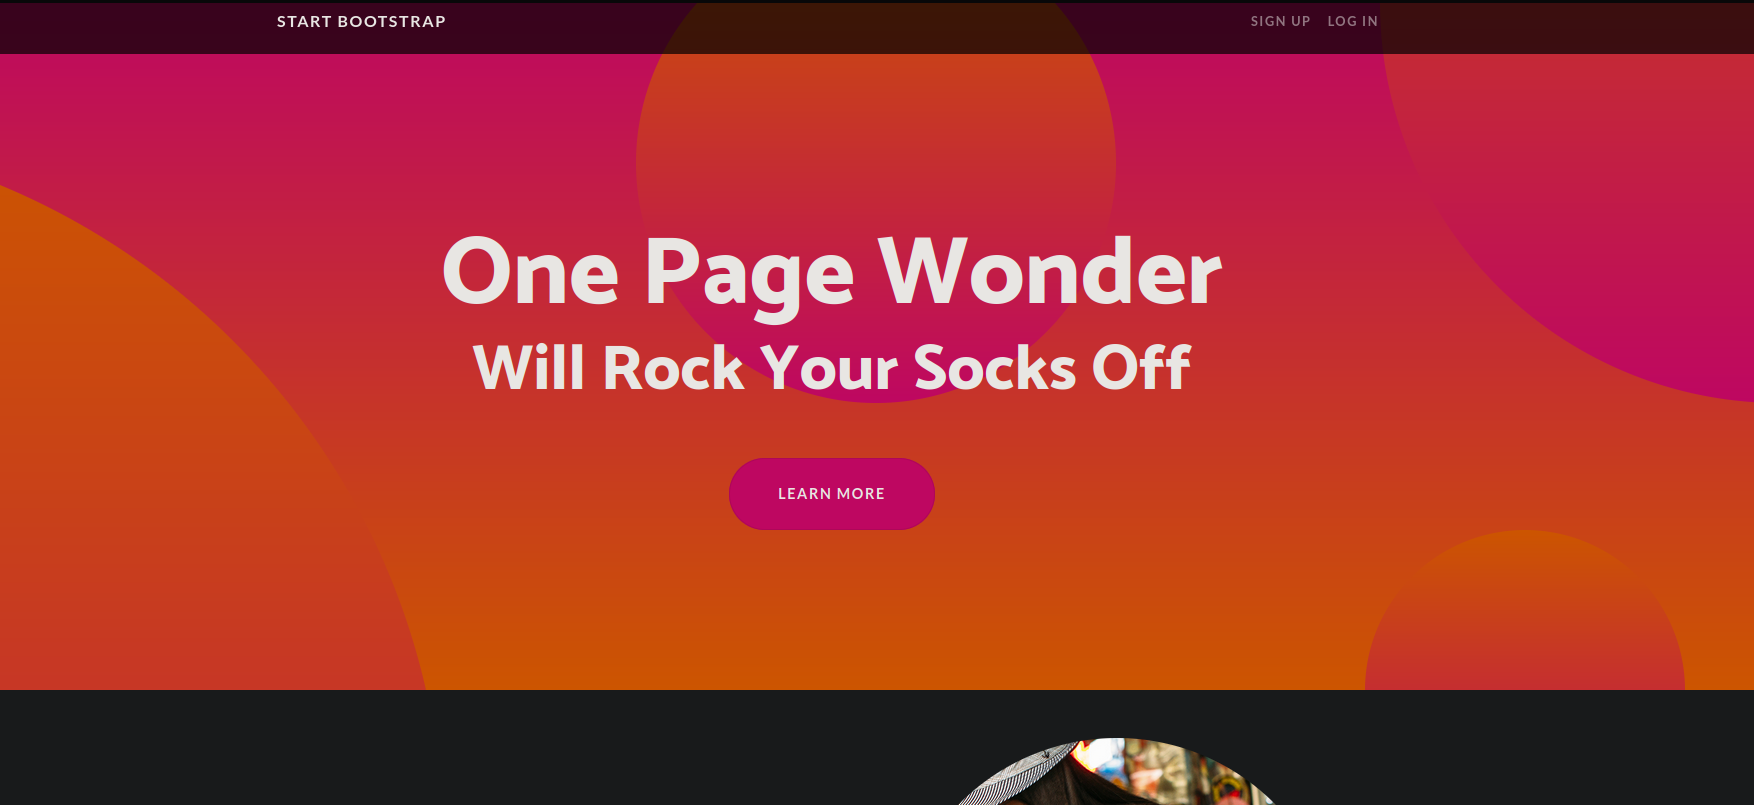 START BOOTSTRAP
SIGN UP LOG IN
One Page Wonder
Will Rock Your Socks Off
LEARN MORE